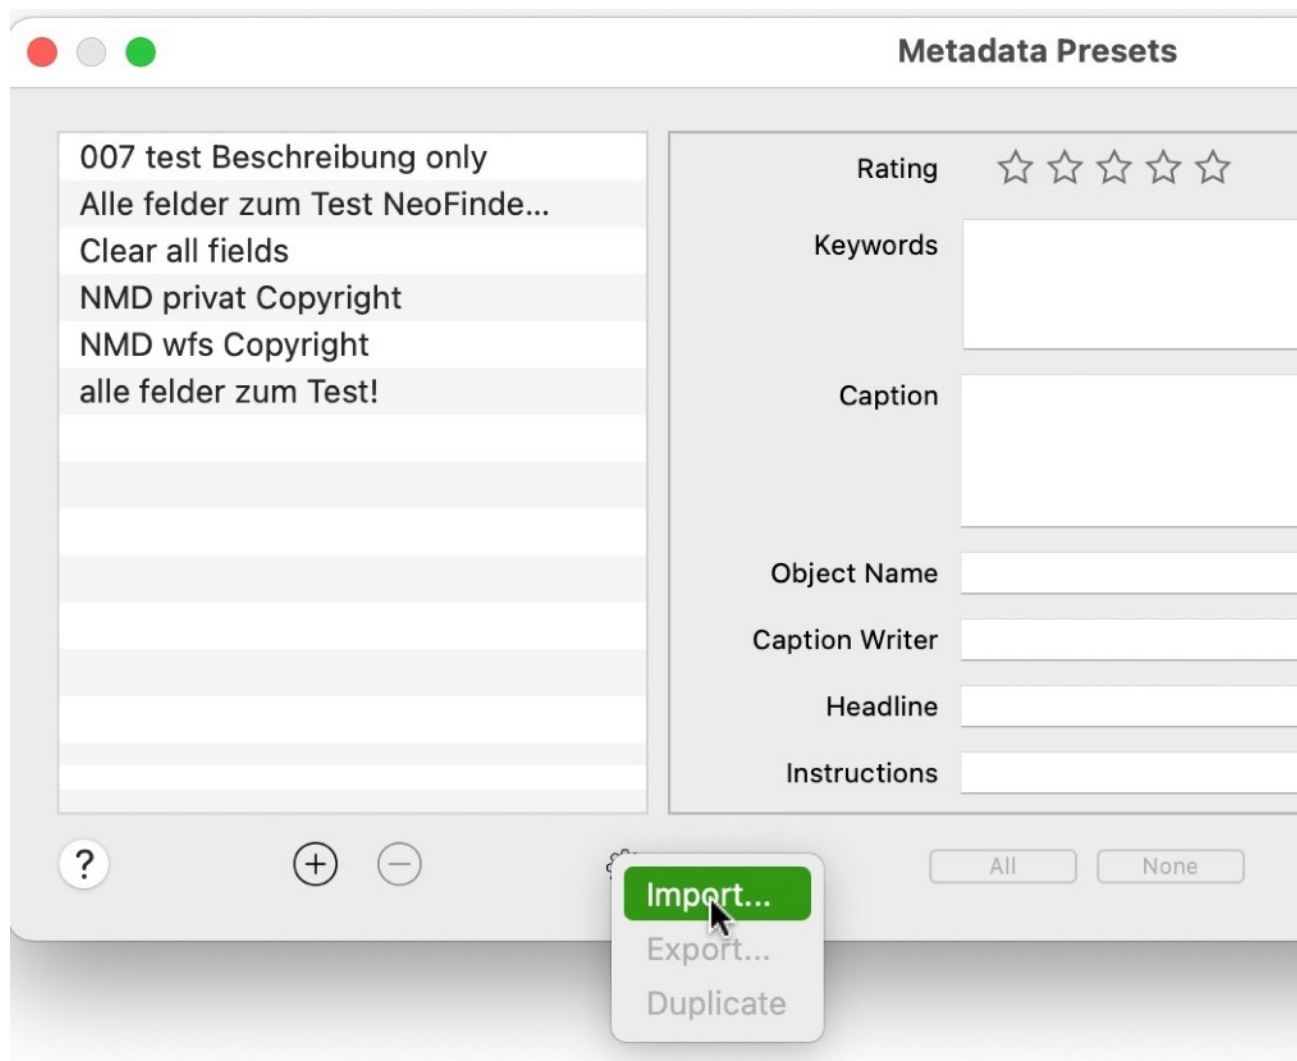 Metadata Presets
007 test Beschreibung only
Alle felder zum Test NeoFinde...
Clear all fields
NMD privat Copyright
NMD wfs Copyright
alle felder zum Test!
Rating
Keywords
Caption
Object Name
Caption Writer
Headline
Instructions
?
All
None
Import...
Export...
Duplicate